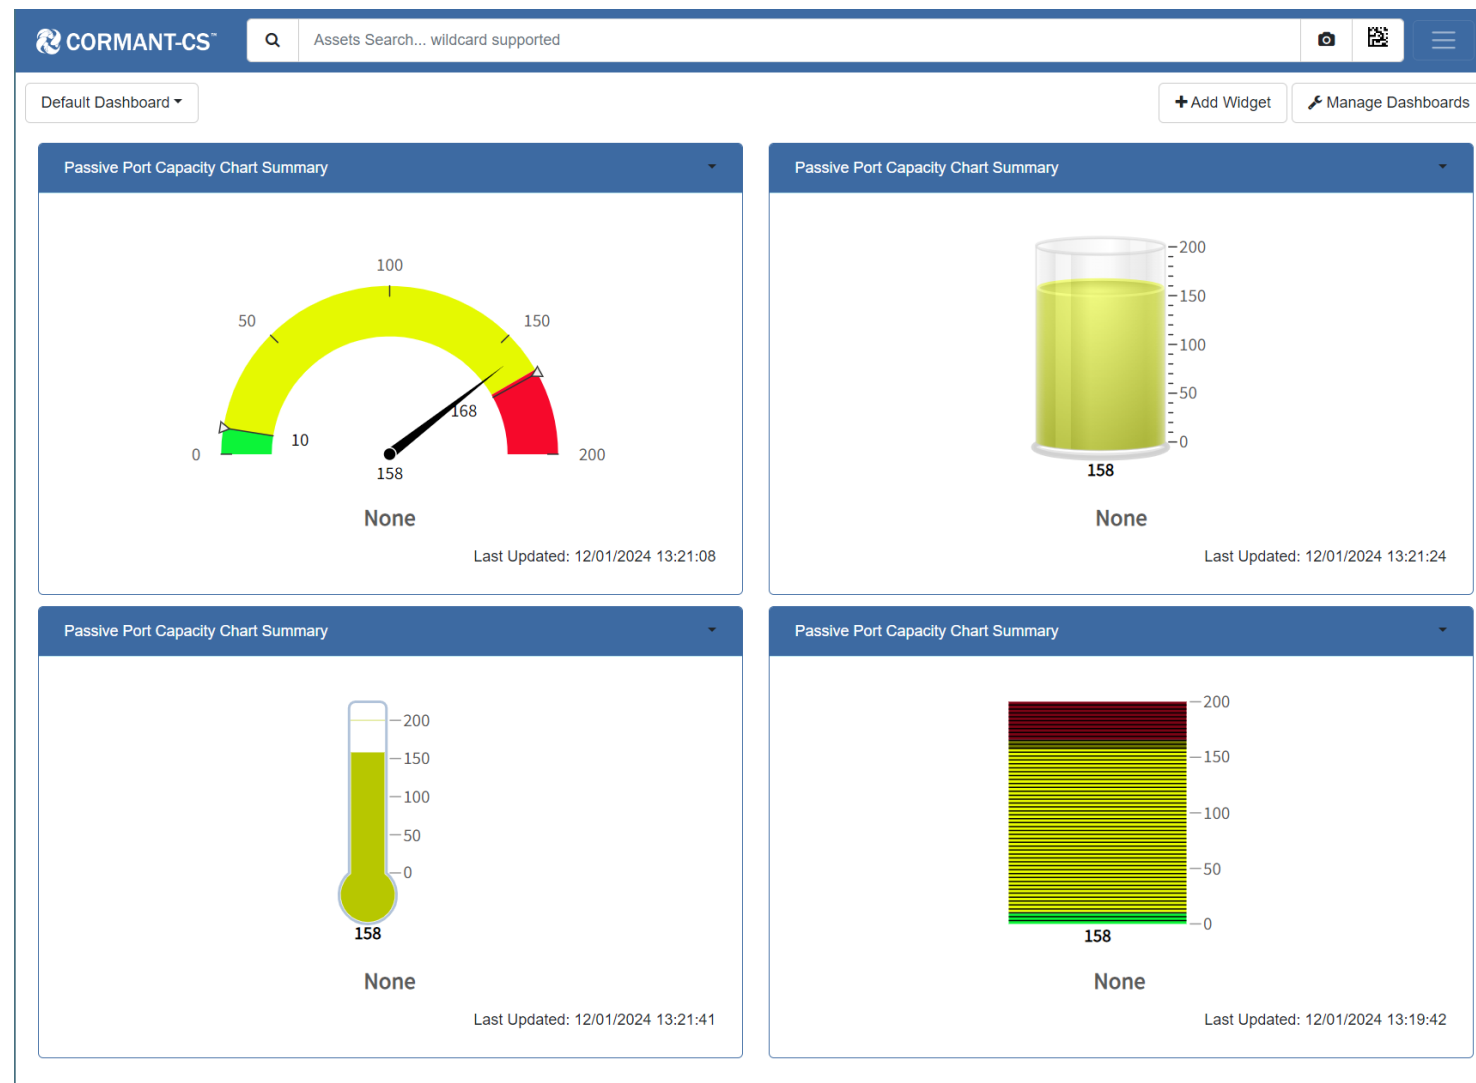 CORMANT-CS™
Assets Search... wildcard supported
Default Dashboard
Add Widget
Manage Dashboards
Passive Port Capacity Chart Summary
100
50
150
168
10
0
200
158
None
Last Updated: 12/01/2024 13:21:08
Passive Port Capacity Chart Summary
200
150
100
50
0
158
None
Last Updated: 12/01/2024 13:21:24
Passive Port Capacity Chart Summary
200
150
100
50
0
158
None
Last Updated: 12/01/2024 13:21:41
Passive Port Capacity Chart Summary
200
150
100
50
0
158
None
Last Updated: 12/01/2024 13:19:42